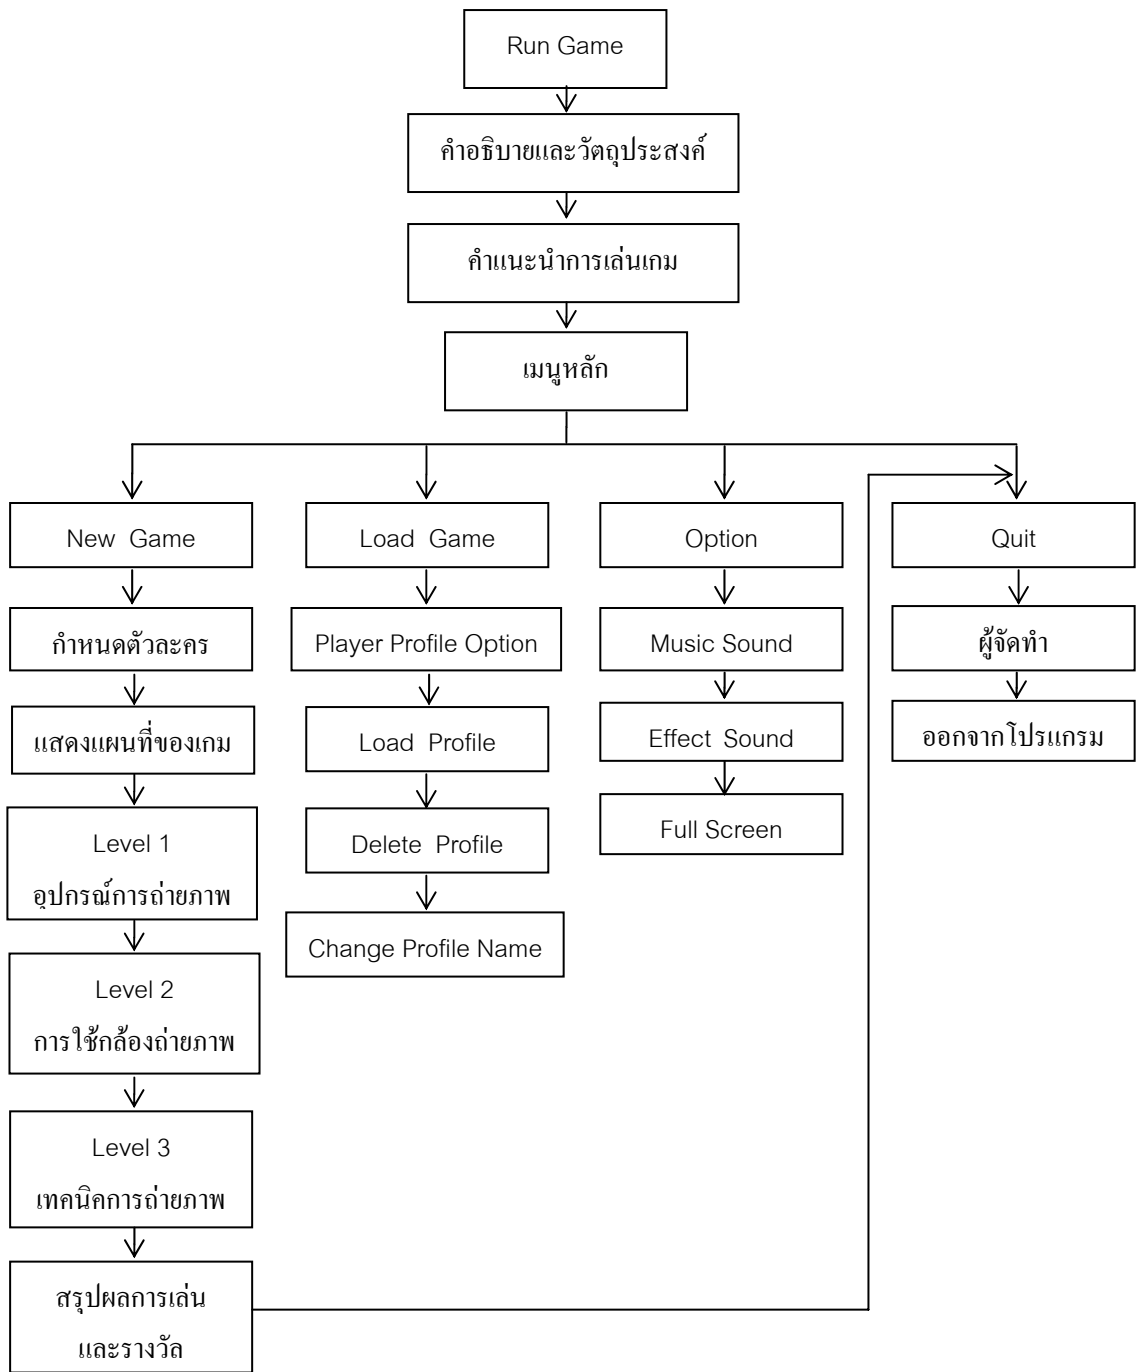 Run Game
คำอธิบายและวัตถุประสงค์
คำแนะนำการเล่นเกม
เมนูหลัก
New Game
Load Game
Option
Quit
กำหนดตัวละคร
Player Profile Option
Music Sound
ผู้จัดทำ
แสดงแผนที่ของเกม
Load Profile
Effect Sound
ออกจากโปรแกรม
Level 1
อุปกรณ์การถ่ายภาพ
Delete Profile
Full Screen
Change Profile Name
Level 2
การใช้กล้องถ่ายภาพ
Level 3
เทคนิคการถ่ายภาพ
สรุปผลการเล่น
และรางวัล